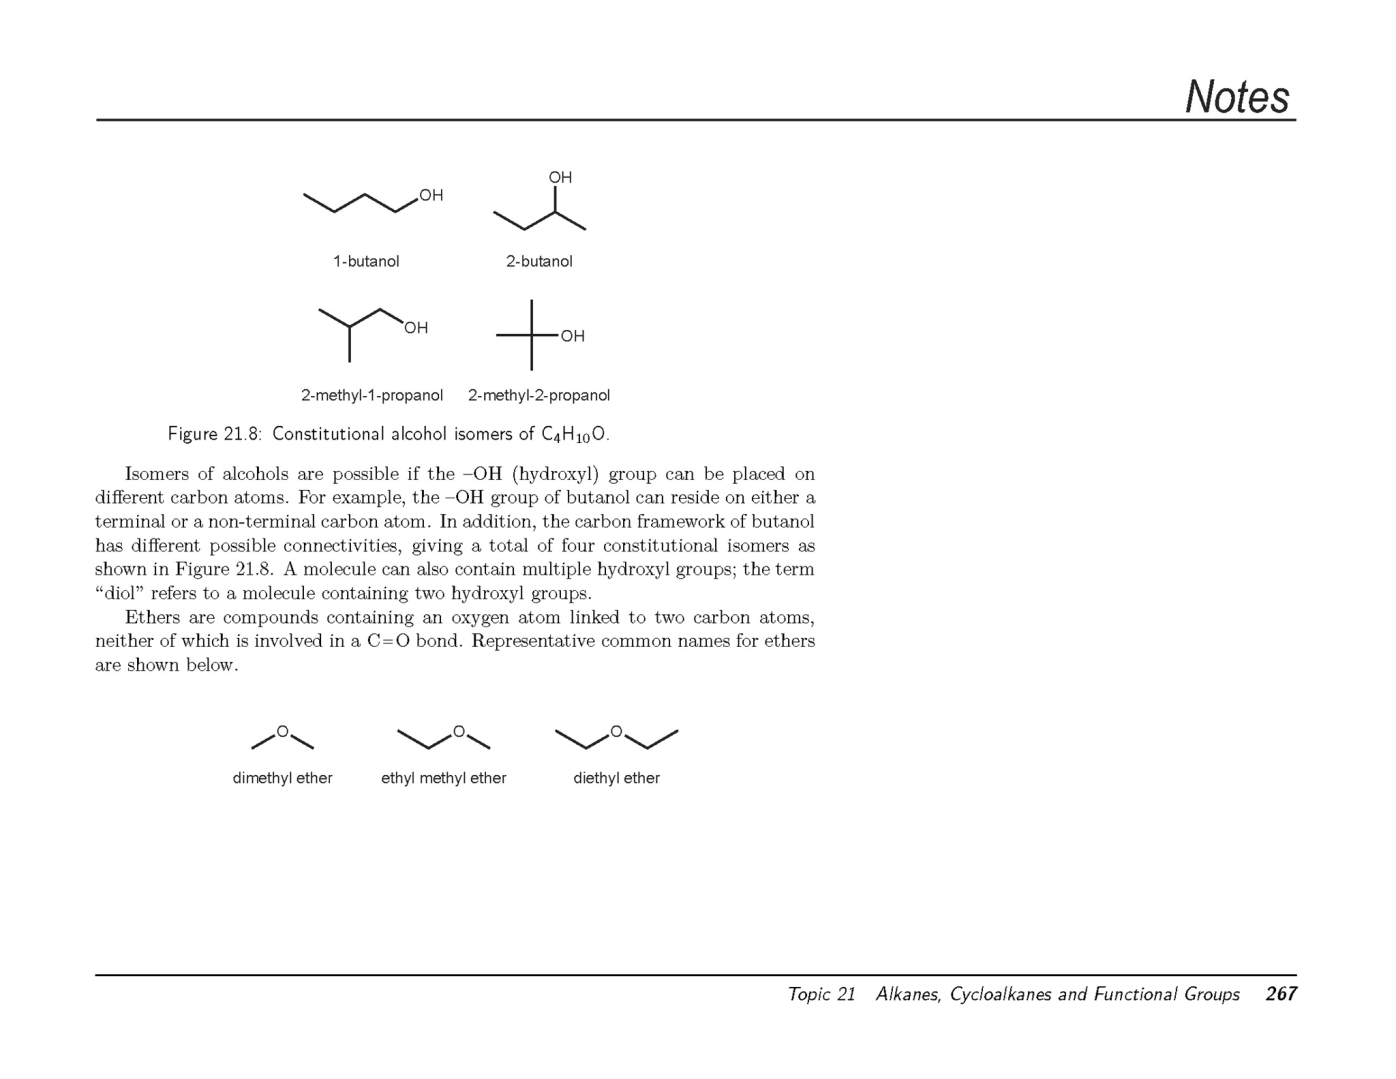 Notes
OH
OH
1-butanol
2-butanol
OH
OH
2-methyl-1-propanol
2-methyl-2-propanol
Figure 21.8: Constitutional alcohol isomers of C₄H₁₀O.
Isomers of alcohols are possible if the –OH (hydroxyl) group can be placed on
different carbon atoms. For example, the –OH group of butanol can reside on either a
terminal or a non-terminal carbon atom. In addition, the carbon framework of butanol
has different possible connectivities, giving a total of four constitutional isomers as
shown in Figure 21.8. A molecule can also contain multiple hydroxyl groups; the term
“diol” refers to a molecule containing two hydroxyl groups.
Ethers are compounds containing an oxygen atom linked to two carbon atoms,
neither of which is involved in a C=O bond. Representative common names for ethers
are shown below.
O
O
O
dimethyl ether
ethyl methyl ether
diethyl ether
Topic 21 Alkanes, Cycloalkanes and Functional Groups 267